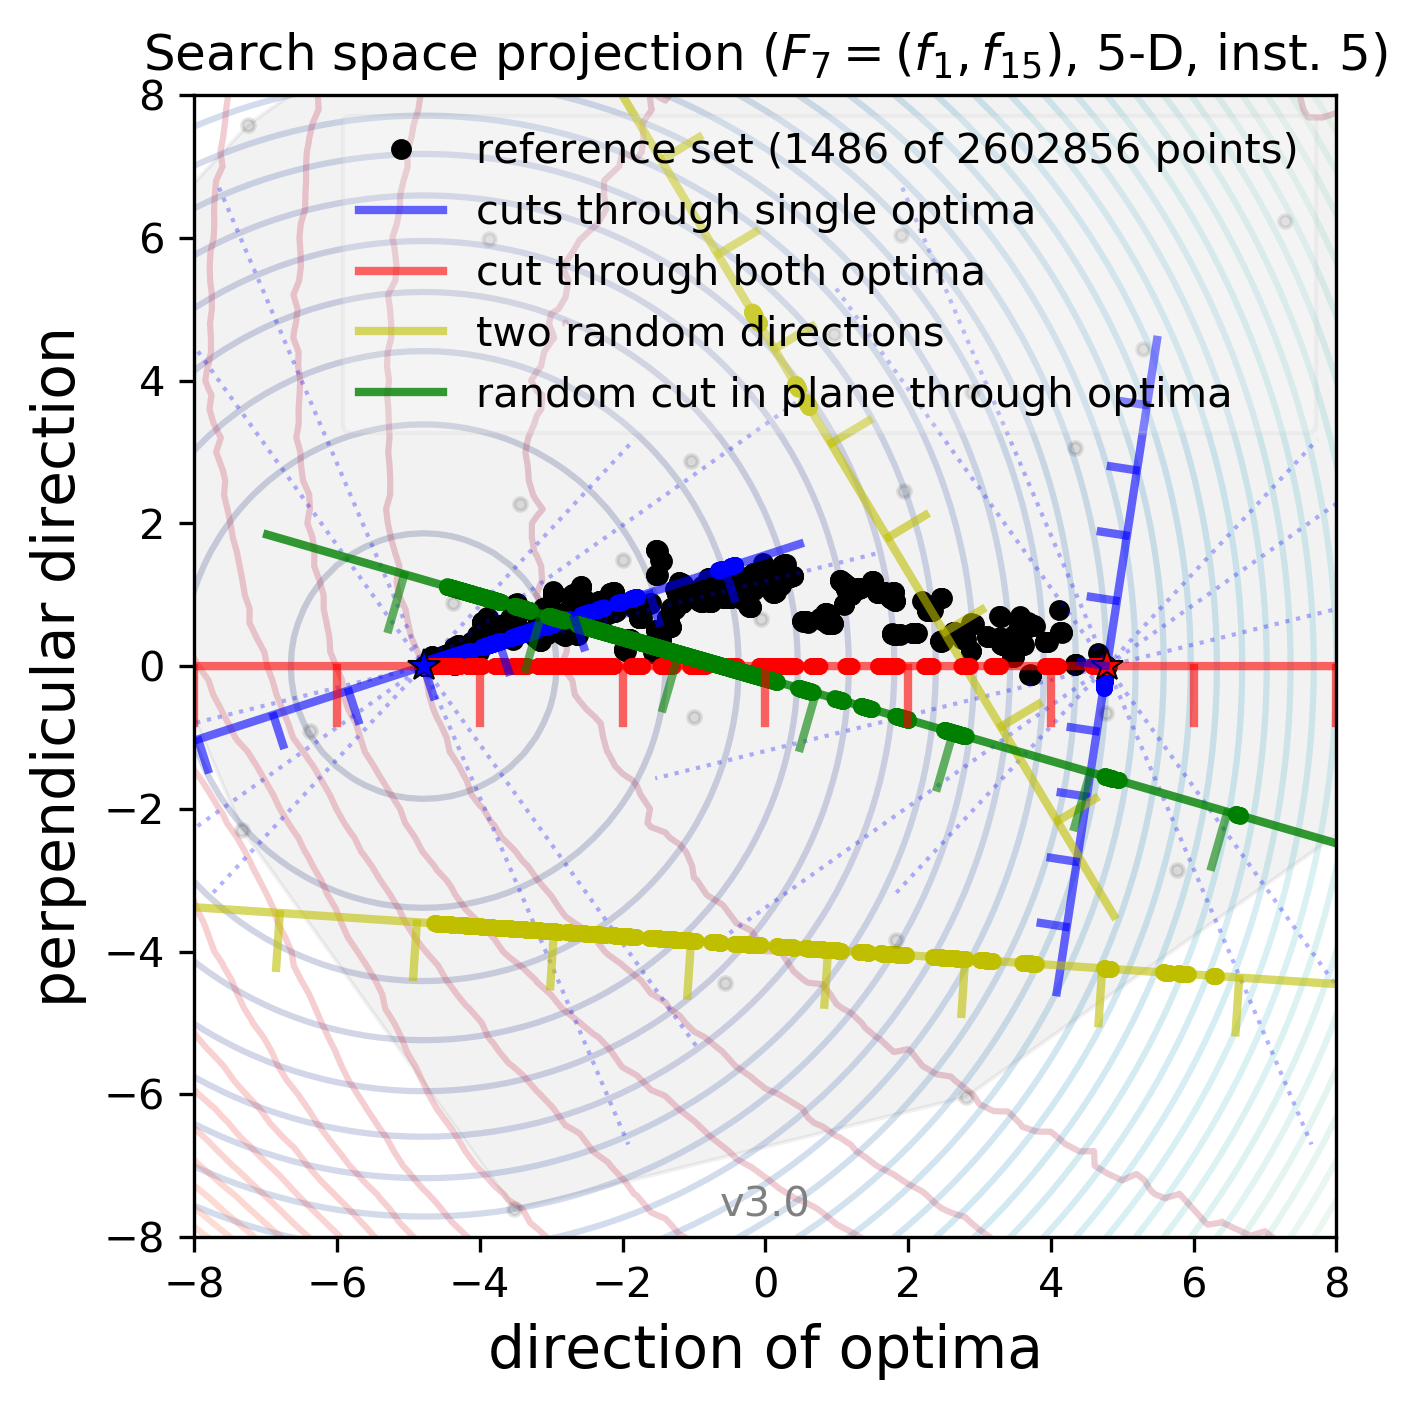 Search space projection (F₇ = (f₁, f₁₅), 5-D, inst. 5)
8
6
4
2
0
−2
−4
−6
−8
perpendicular direction
reference set (1486 of 2602856 points)
cuts through single optima
cut through both optima
two random directions
random cut in plane through optima
v3.0
−8 −6 −4 −2 0 2 4 6 8
direction of optima